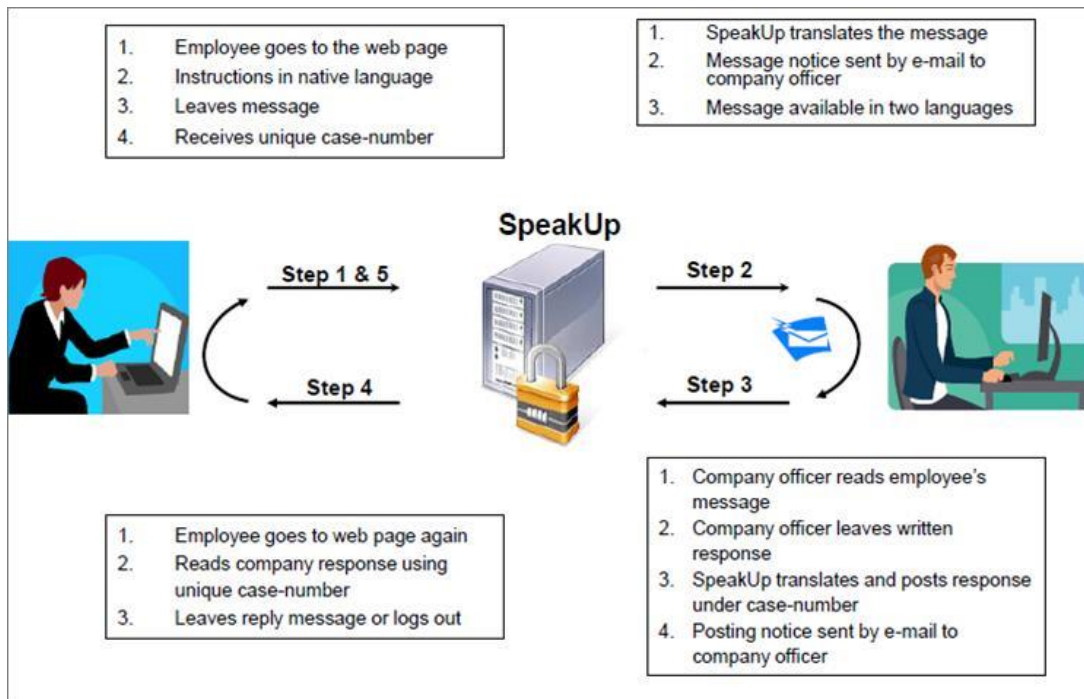 1. Employee goes to the web page
2. Instructions in native language
3. Leaves message
4. Receives unique case-number
1. SpeakUp translates the message
2. Message notice sent by e-mail to
company officer
3. Message available in two languages
SpeakUp
Step 1 & 5
Step 2
Step 4
Step 3
1. Employee goes to web page again
2. Reads company response using
unique case-number
3. Leaves reply message or logs out
1. Company officer reads employee's
message
2. Company officer leaves written
response
3. SpeakUp translates and posts response
under case-number
4. Posting notice sent by e-mail to
company officer